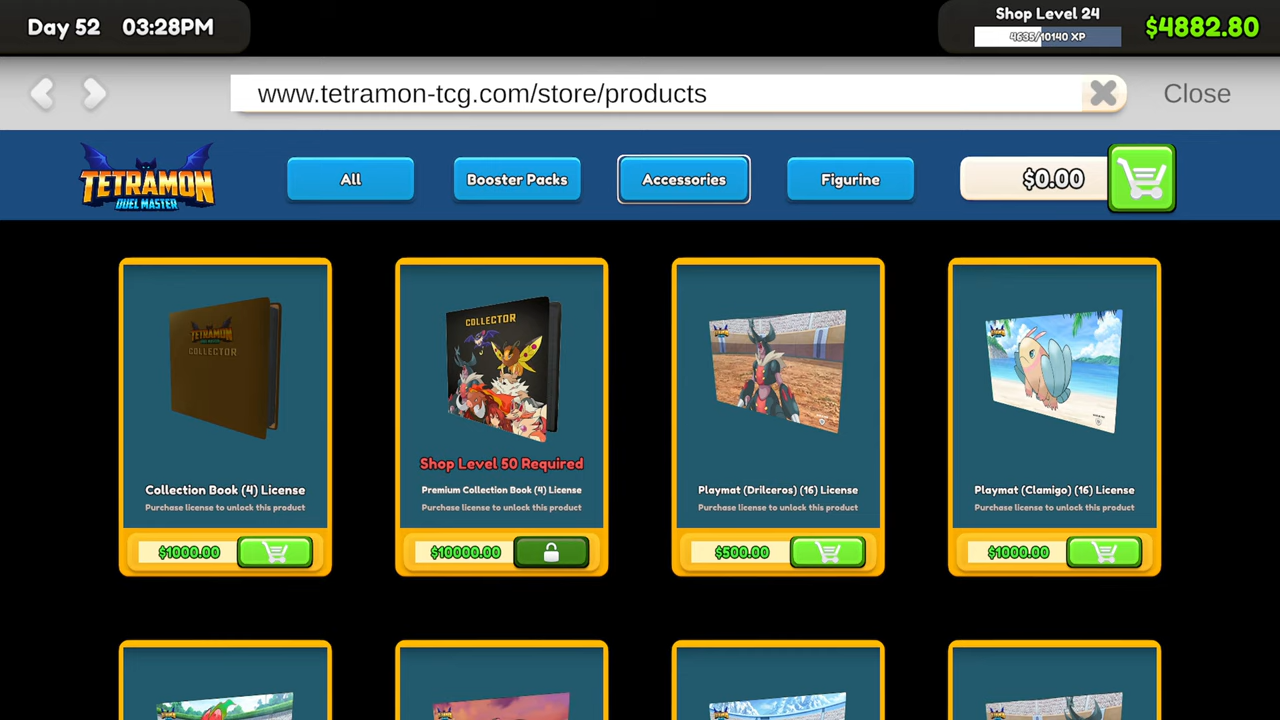 Day 52 03:28PM
Shop Level 24
4635/10140 XP
$4882.80
www.tetramon-tcg.com/store/products
Close
TETRAMON
DUEL MASTER
All
Booster Packs
Accessories
Figurine
$0.00
TETRAMON
COLLECTOR
Collection Book (4) License
Purchase license to unlock this product
$1000.00
COLLECTOR
Shop Level 50 Required
Premium Collection Book (4) License
Purchase license to unlock this product
$10000.00
Playmat (Drilceros) (16) License
Purchase license to unlock this product
$500.00
Playmat (Clamigo) (16) License
Purchase license to unlock this product
$1000.00